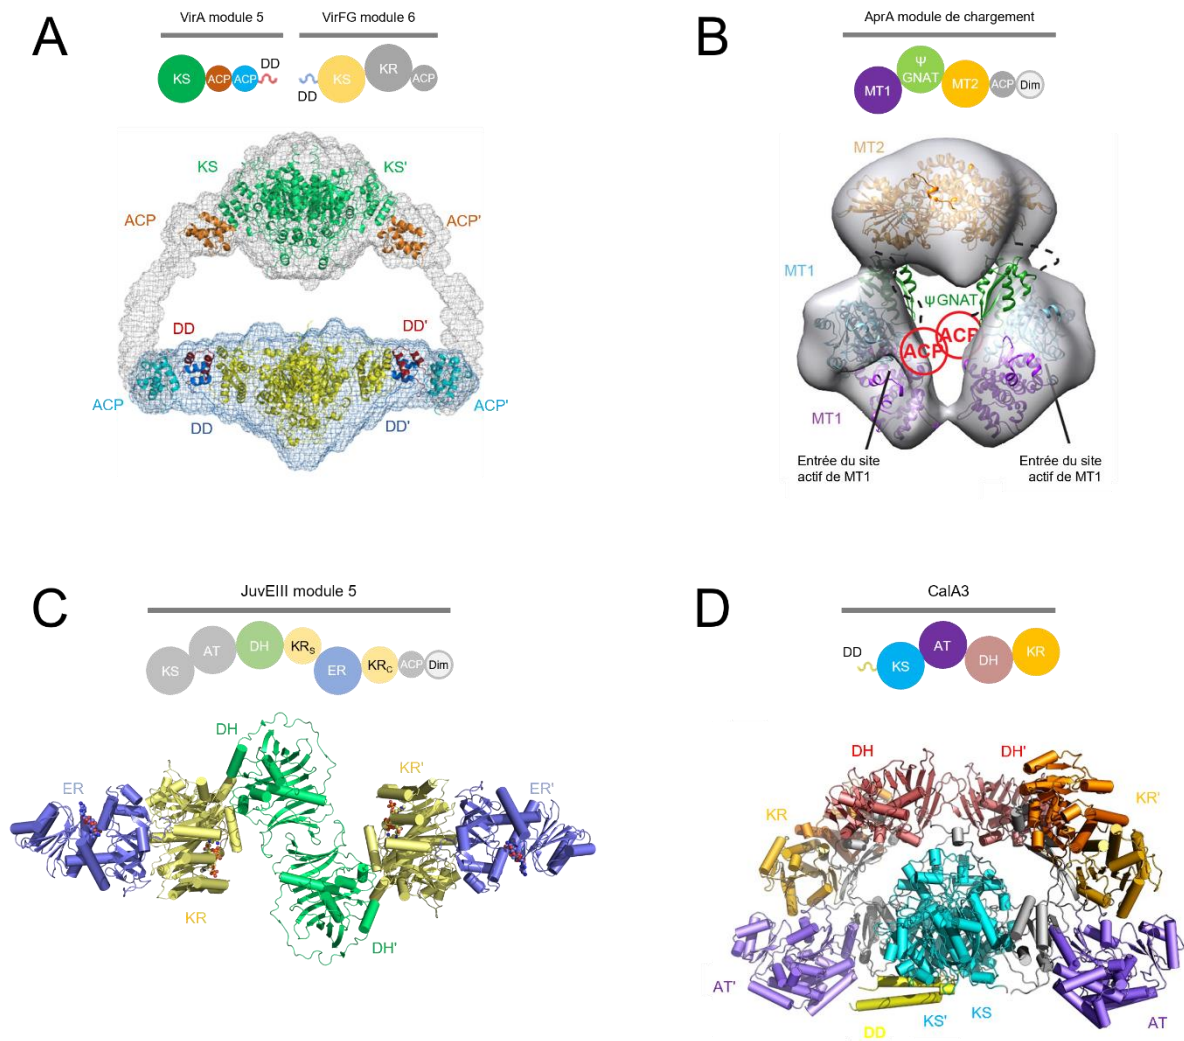 A
VirA module 5
VirFG module 6
KS
ACP
ACP
DD
DD
KS
KR
ACP
KS
KS'
ACP
ACP'
DD
DD'
ACP
DD
DD'
ACP'
B
AprA module de chargement
MT1
Ψ
GNAT
MT2
ACP
Dim
MT2
MT1
ΨGNAT
ACP
ACP
MT1
Entrée du site
actif de MT1
Entrée du site
actif de MT1
C
JuvEIII module 5
KS
AT
DH
KRS
ER
KRC
ACP
Dim
DH
ER
KR'
ER'
KR
DH'
D
CalA3
DD
KS
AT
DH
KR
DH
DH'
KR
KR'
AT'
DD
KS'
KS
AT